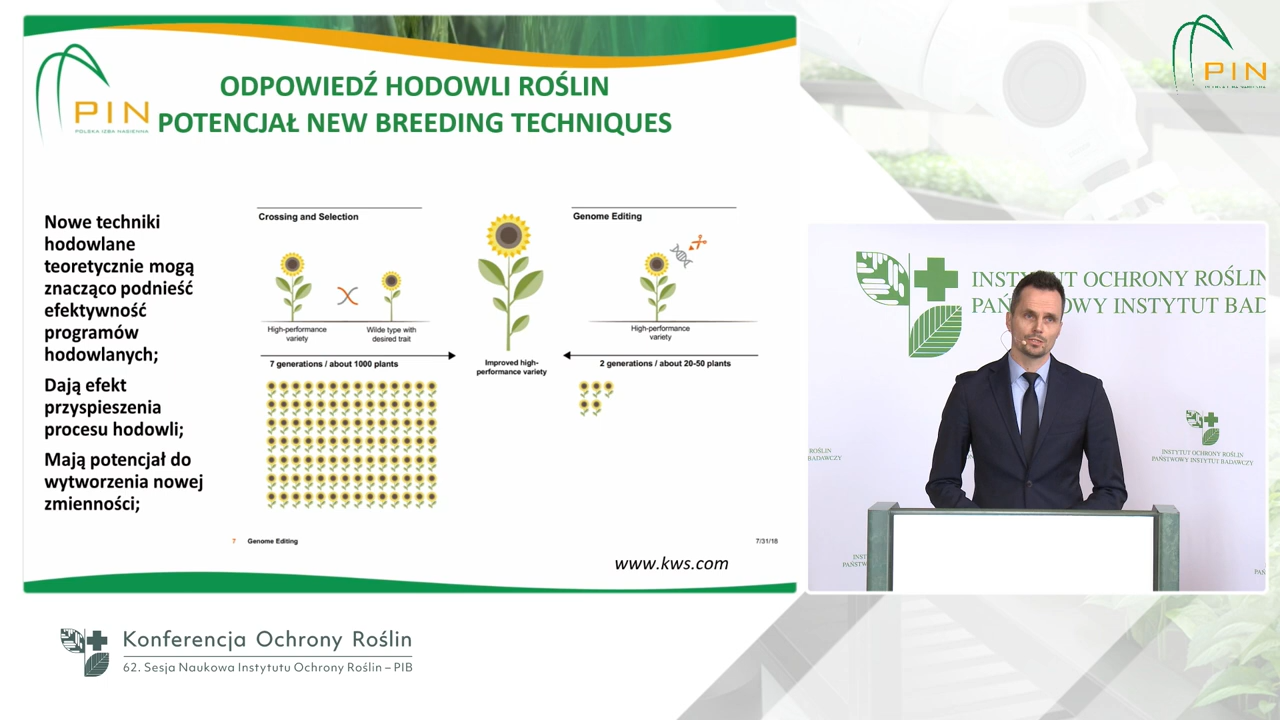 ODPOWIEDŹ HODOWLI ROŚLIN
POTENCJAŁ NEW BREEDING TECHNIQUES
PIN
POLSKA IZBA NASIENNA
Nowe techniki
hodowlane
teoretycznie mogą
znacząco podnieść
efektywność
programów
hodowlanych;
Dają efekt
przyspieszenia
procesu hodowli;
Mają potencjał do
wytworzenia nowej
zmienności;
Crossing and Selection
High-performance
variety
Wilde type with
desired trait
7 generations / about 1000 plants
Improved high-
performance variety
Genome Editing
High-performance
variety
2 generations / about 20-50 plants
7 Genome Editing
7/31/18
www.kws.com
PIN
INSTYTUT OCHRONY ROŚLIN
PAŃSTWOWY INSTYTUT BAD
ROŚLIN
BADAWCZY
INSTYTUT OCHRONY ROŚLIN
PAŃSTWOWY INSTYTUT BADAWCZY
INST
PAŃSTW
Konferencja Ochrony Roślin
62. Sesja Naukowa Instytutu Ochrony Roślin – PIB